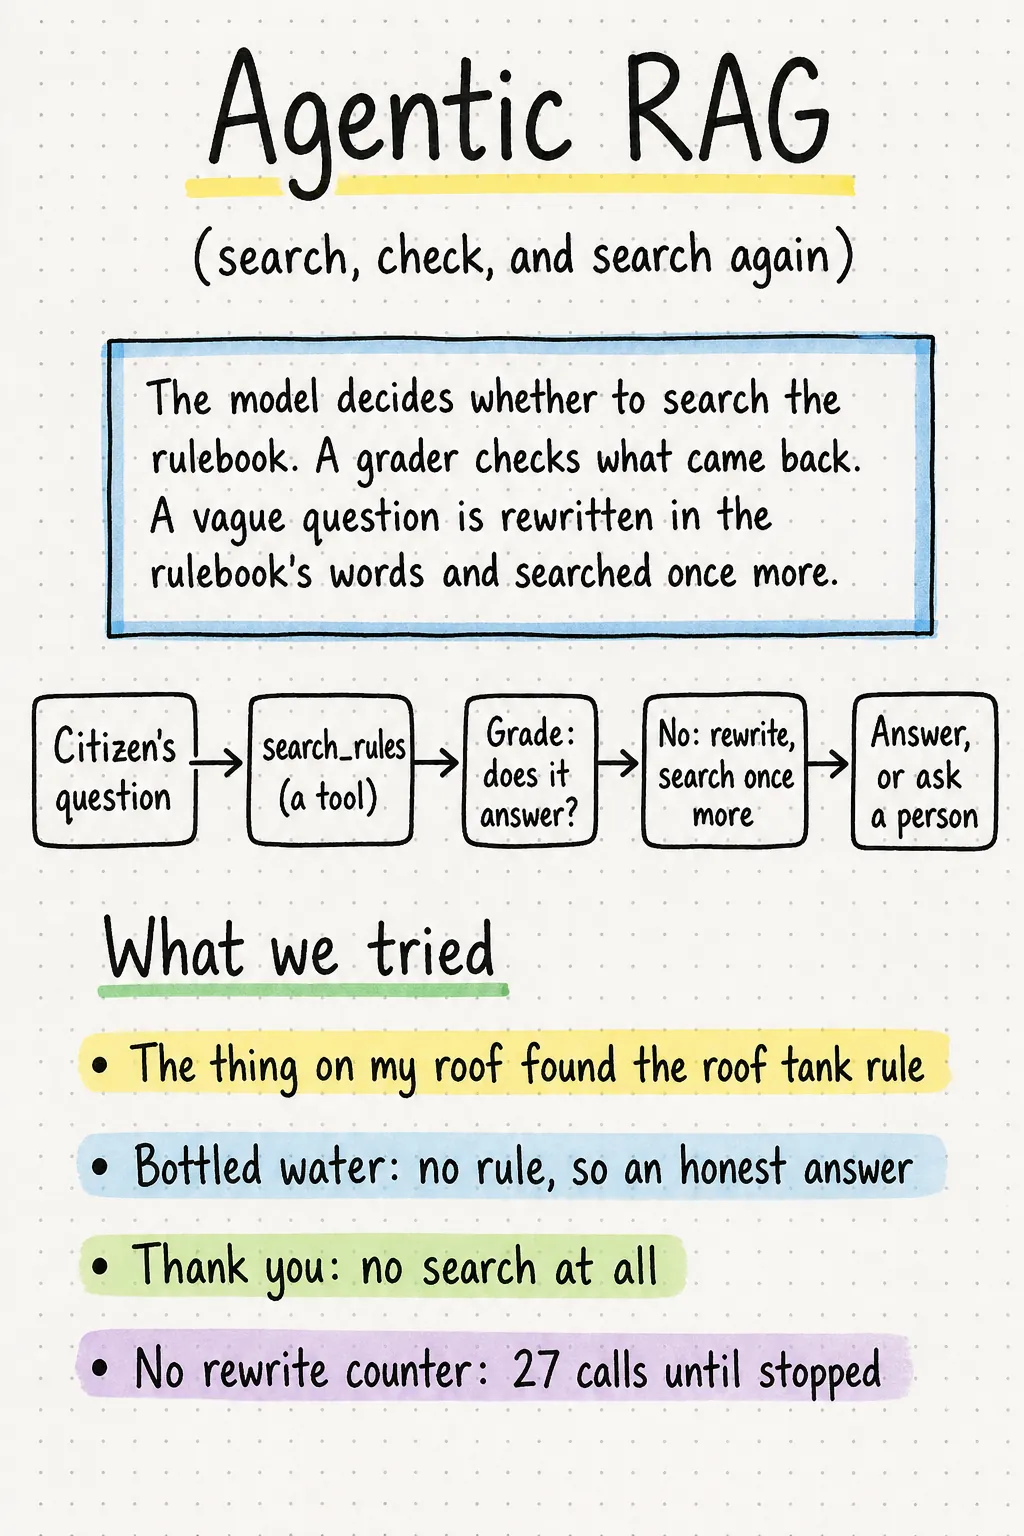 Agentic RAG
(search, check, and search again)
The model decides whether to search the
rulebook. A grader checks what came back.
A vague question is rewritten in the
rulebook's words and searched once more.
Citizen's
question
search_rules
(a tool)
Grade:
does it
answer?
No: rewrite,
search once
more
Answer,
or ask
a person
What we tried
• The thing on my roof found the roof tank rule
• Bottled water: no rule, so an honest answer
• Thank you: no search at all
• No rewrite counter: 27 calls until stopped